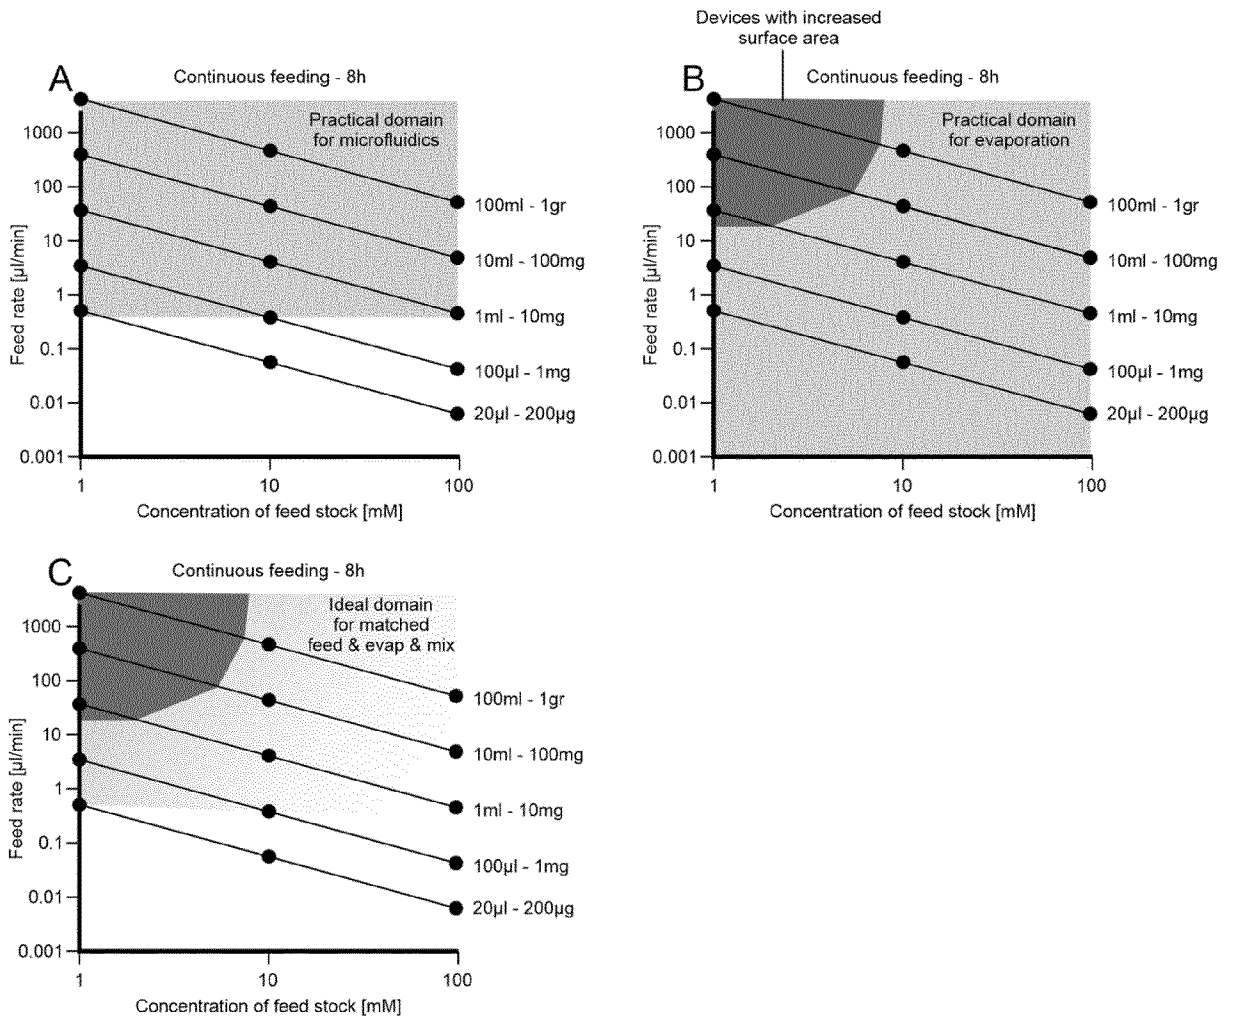 Devices with increased
surface area
A
Continuous feeding - 8h
Practical domain
for microfluidics
1000
100
10
1
0.1
0.01
0.001
Feed rate [µl/min]
100ml - 1gr
10ml - 100mg
1ml - 10mg
100µl - 1mg
20µl - 200µg
1
10
100
Concentration of feed stock [mM]
B
Continuous feeding - 8h
Practical domain
for evaporation
1000
100
10
1
0.1
0.01
0.001
Feed rate [µl/min]
100ml - 1gr
10ml - 100mg
1ml - 10mg
100µl - 1mg
20µl - 200µg
1
10
100
Concentration of feed stock [mM]
C
Continuous feeding - 8h
Ideal domain
for matched
feed & evap & mix
1000
100
10
1
0.1
0.01
0.001
Feed rate [µl/min]
100ml - 1gr
10ml - 100mg
1ml - 10mg
100µl - 1mg
20µl - 200µg
1
10
100
Concentration of feed stock [mM]